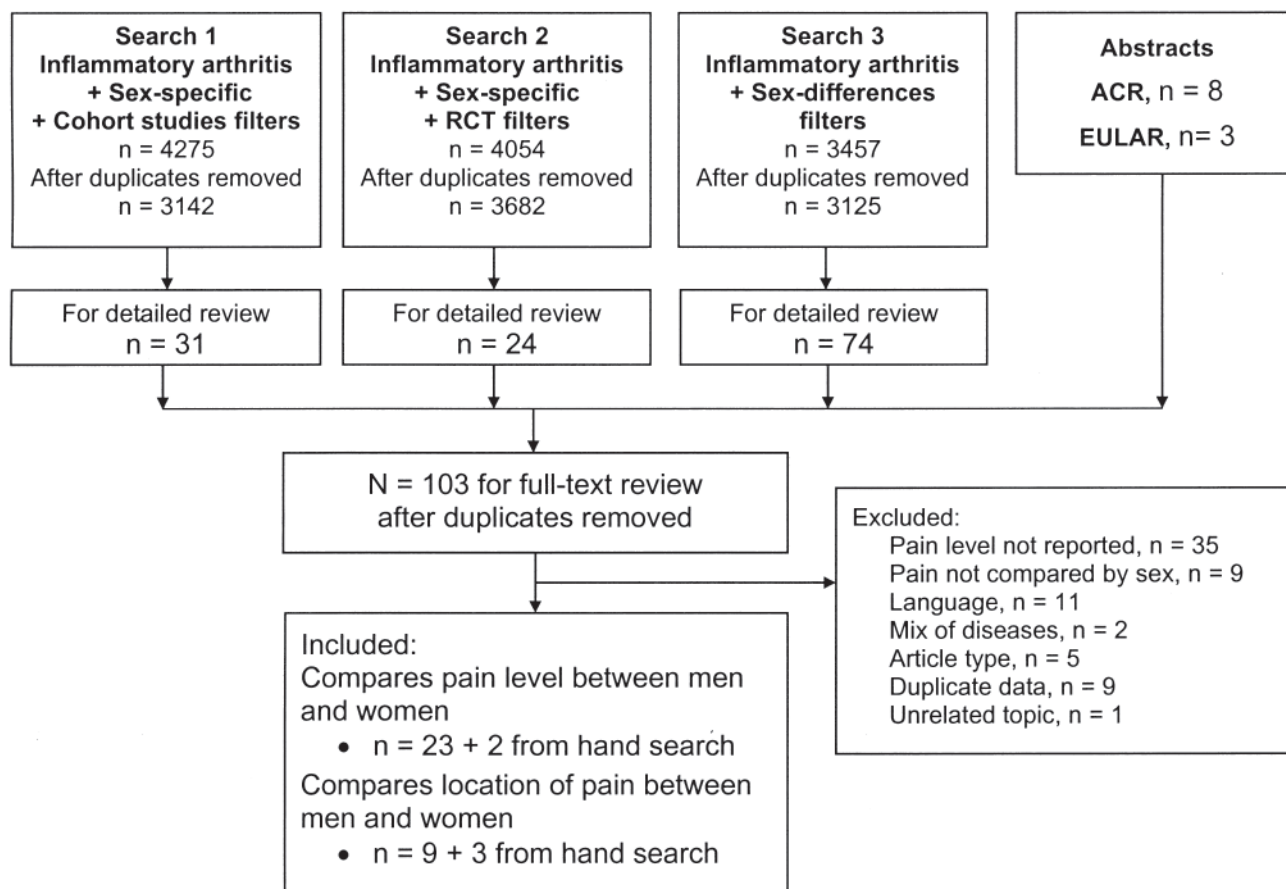 Search 1
Inflammatory arthritis
+ Sex-specific
+ Cohort studies filters
n = 4275
After duplicates removed
n = 3142
Search 2
Inflammatory arthritis
+ Sex-specific
+ RCT filters
n = 4054
After duplicates removed
n = 3682
Search 3
Inflammatory arthritis
+ Sex-differences
filters
n = 3457
After duplicates removed
n = 3125
Abstracts
ACR, n = 8
EULAR, n= 3
For detailed review
n = 31
For detailed review
n = 24
For detailed review
n = 74
N = 103 for full-text review
after duplicates removed
Excluded:
Pain level not reported, n = 35
Pain not compared by sex, n = 9
Language, n = 11
Mix of diseases, n = 2
Article type, n = 5
Duplicate data, n = 9
Unrelated topic, n = 1
Included:
Compares pain level between men
and women
• n = 23 + 2 from hand search
Compares location of pain between
men and women
• n = 9 + 3 from hand search